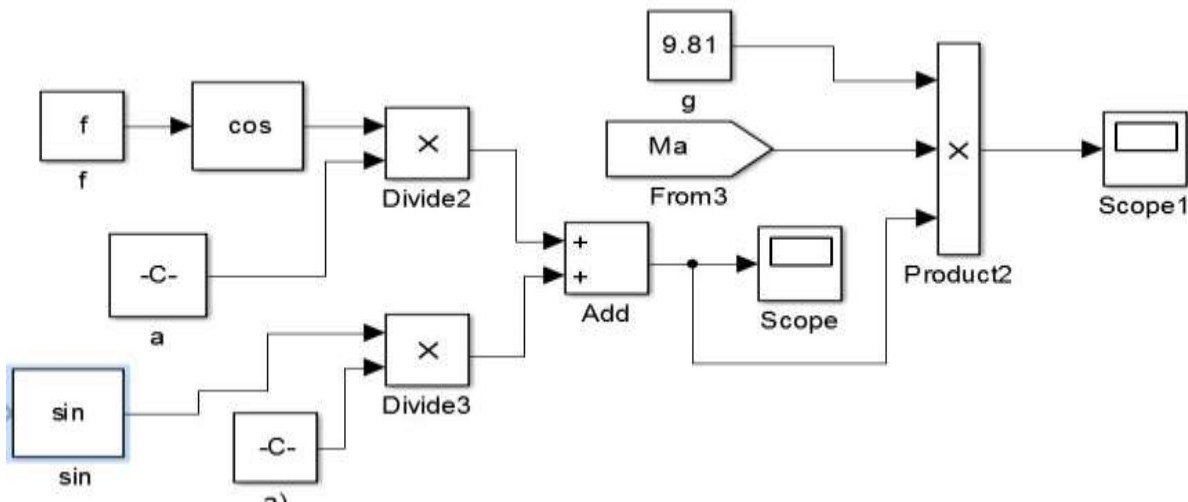 9.81
g
f
f
cos
×
Divide2
Ma
From3
×
Product2
Scope1
-C-
a
+
+
Add
Scope
×
Divide3
sin
sin
-C-
a)